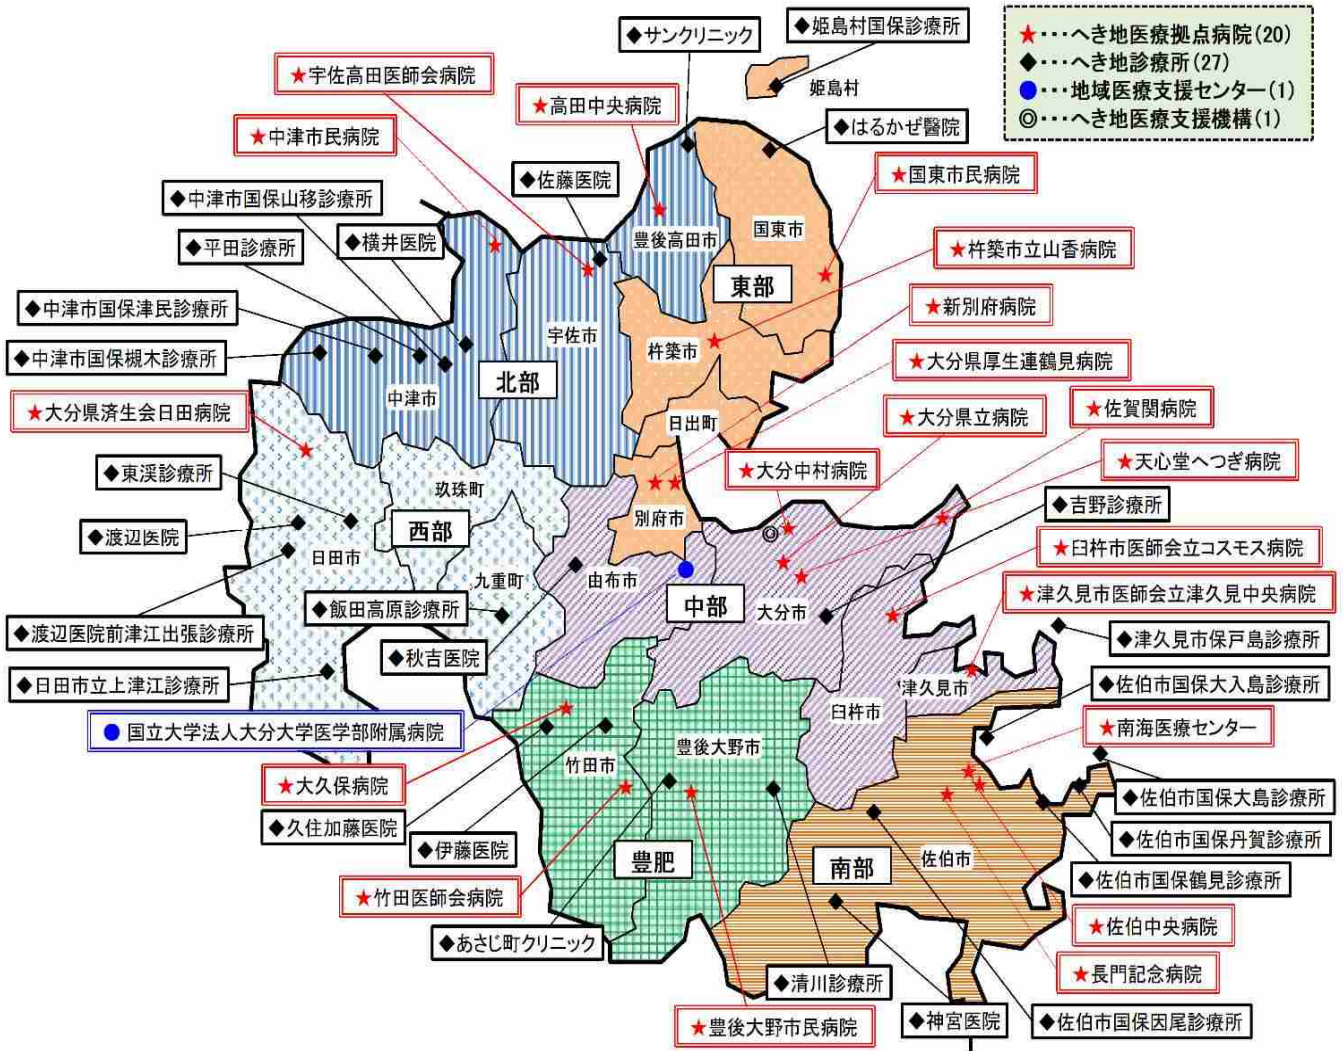 ★・・・へき地医療拠点病院(20)
◆・・・へき地診療所(27)
●・・・地域医療支援センター(1)
◎・・・へき地医療支援機構(1)
◆サンクリニック
◆姫島村国保診療所
姫島村
★宇佐高田医師会病院
★高田中央病院
◆はるかぜ醫院
★中津市民病院
★国東市民病院
◆佐藤医院
◆中津市国保山移診療所
◆平田診療所
◆横井医院
豊後高田市
国東市
★杵築市立山香病院
東部
◆中津市国保津民診療所
★新別府病院
宇佐市
杵築市
◆中津市国保槻木診療所
★大分県厚生連鶴見病院
北部
中津市
★大分県済生会日田病院
日出町
★大分県立病院
★佐賀関病院
◆東渓診療所
★大分中村病院
★天心堂へつぎ病院
玖珠町
◆吉野診療所
別府市
西部
◆渡辺医院
日田市
★臼杵市医師会立コスモス病院
九重町
由布市
★津久見市医師会立津久見中央病院
◆飯田高原診療所
中部
大分市
◆渡辺医院前津江出張診療所
◆秋吉医院
◆津久見市保戸島診療所
◆日田市立上津江診療所
津久見市
◆佐伯市国保大入島診療所
臼杵市
● 国立大学法人大分大学医学部附属病院
★南海医療センター
豊後大野市
竹田市
★大久保病院
◆佐伯市国保大島診療所
◆久住加藤医院
◆佐伯市国保丹賀診療所
◆伊藤医院
豊肥
南部
佐伯市
◆佐伯市国保鶴見診療所
★竹田医師会病院
★佐伯中央病院
◆あさじ町クリニック
★長門記念病院
◆清川診療所
★豊後大野市民病院
◆神宮医院
◆佐伯市国保因尾診療所